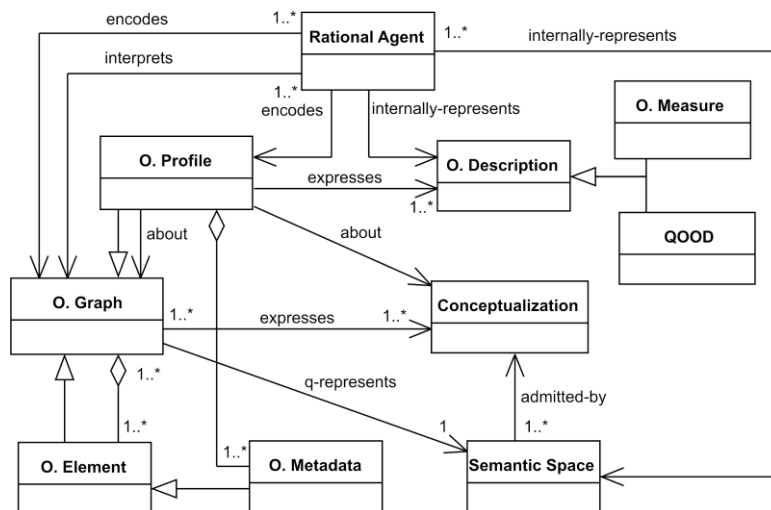 encodes
1..*
Rational Agent
1..*
internally-represents
interprets
1..*
encodes
internally-represents
O. Measure
O. Profile
O. Description
expresses
1..*
about
about
QOOD
O. Graph
Conceptualization
1..*
expresses
1..*
1..*
q-represents
admitted-by
1..*
1
1..*
O. Element
1..*
O. Metadata
Semantic Space